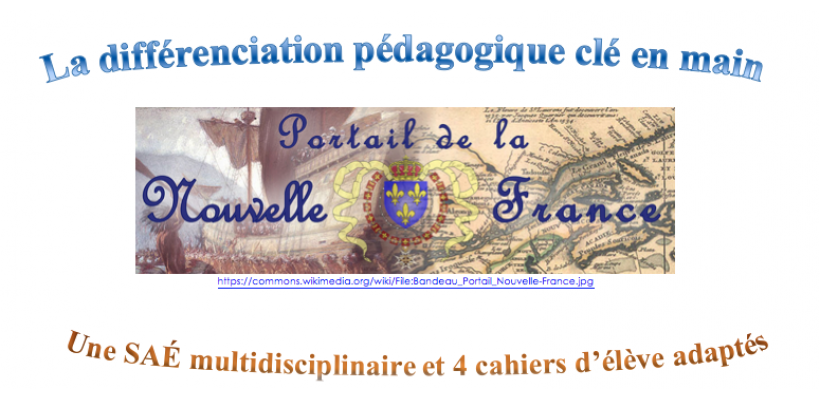 La différenciation pédagogique clé en main
Portail de la
Nouvelle France
https://commons.wikimedia.org/wiki/File:Bandeau_Portail_Nouvelle-France.jpg
Une SAÉ multidisciplinaire et 4 cahiers d'élève adaptés